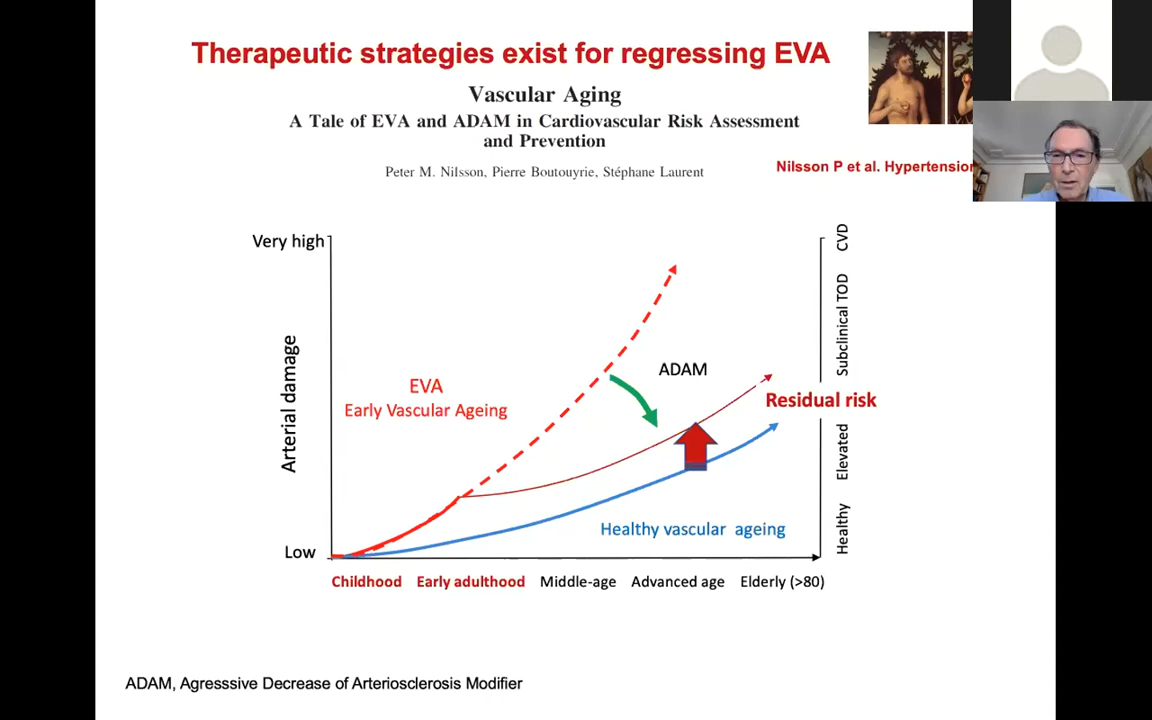 Therapeutic strategies exist for regressing EVA
Vascular Aging
A Tale of EVA and ADAM in Cardiovascular Risk Assessment
and Prevention
Peter M. Nilsson, Pierre Boutouyrie, Stéphane Laurent
Nilsson P et al. Hypertension
Very high
Arterial damage
Low
EVA
Early Vascular Ageing
ADAM
Residual risk
Healthy vascular ageing
CVD
Subclinical TOD
Elevated
Healthy
Childhood Early adulthood Middle-age Advanced age Elderly (>80)
ADAM, Agresssive Decrease of Arteriosclerosis Modifier